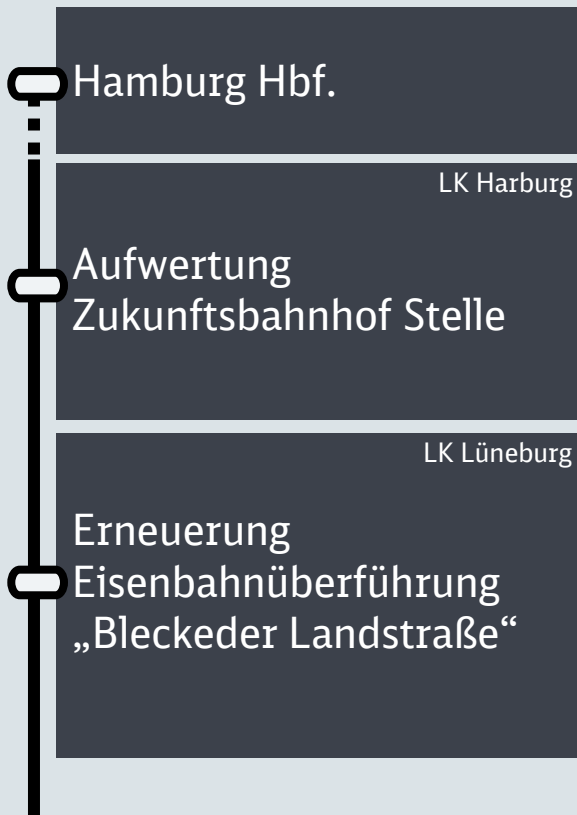 Hamburg Hbf.
LK Harburg
Aufwertung
Zukunftsbahnhof Stelle
LK Lüneburg
Erneuerung
Eisenbahnüberführung
„Bleckeder Landstraße“